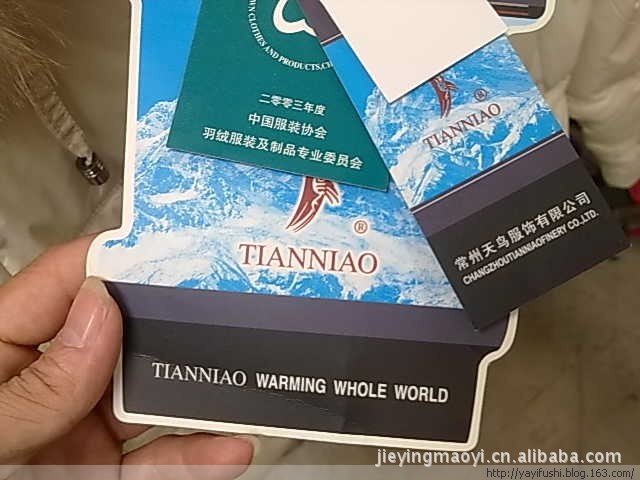 WN CLOTHES AND PRODUCTS,CH
二零零三年度
中国服装协会
羽绒服装及制品专业委员会
TIANNIAO®
常州天鸟服饰有限公司
CHANGZHOUTIANNIAOFINERY CO.,LTD.
®
TIANNIAO
TIANNIAO WARMING WHOLE WORLD
jieyingmaoyi.cn.alibaba.com
http://yayifushi.blog.163.com/